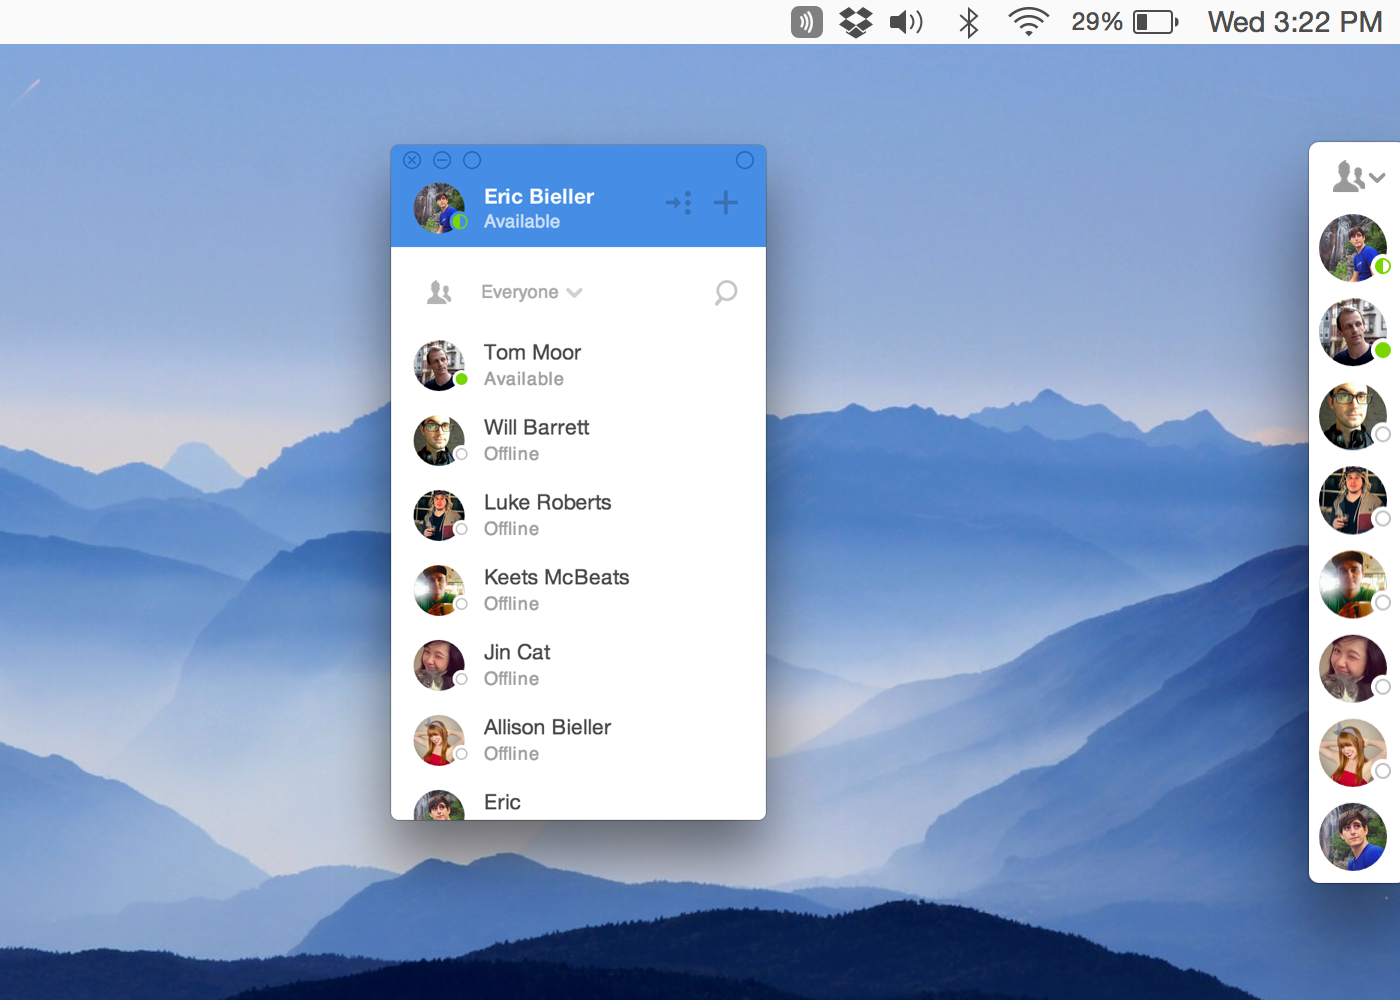 29% Wed 3:22 PM
Eric Bieller
Available
Everyone
Tom Moor
Available
Will Barrett
Offline
Luke Roberts
Offline
Keets McBeats
Offline
Jin Cat
Offline
Allison Bieller
Offline
Eric